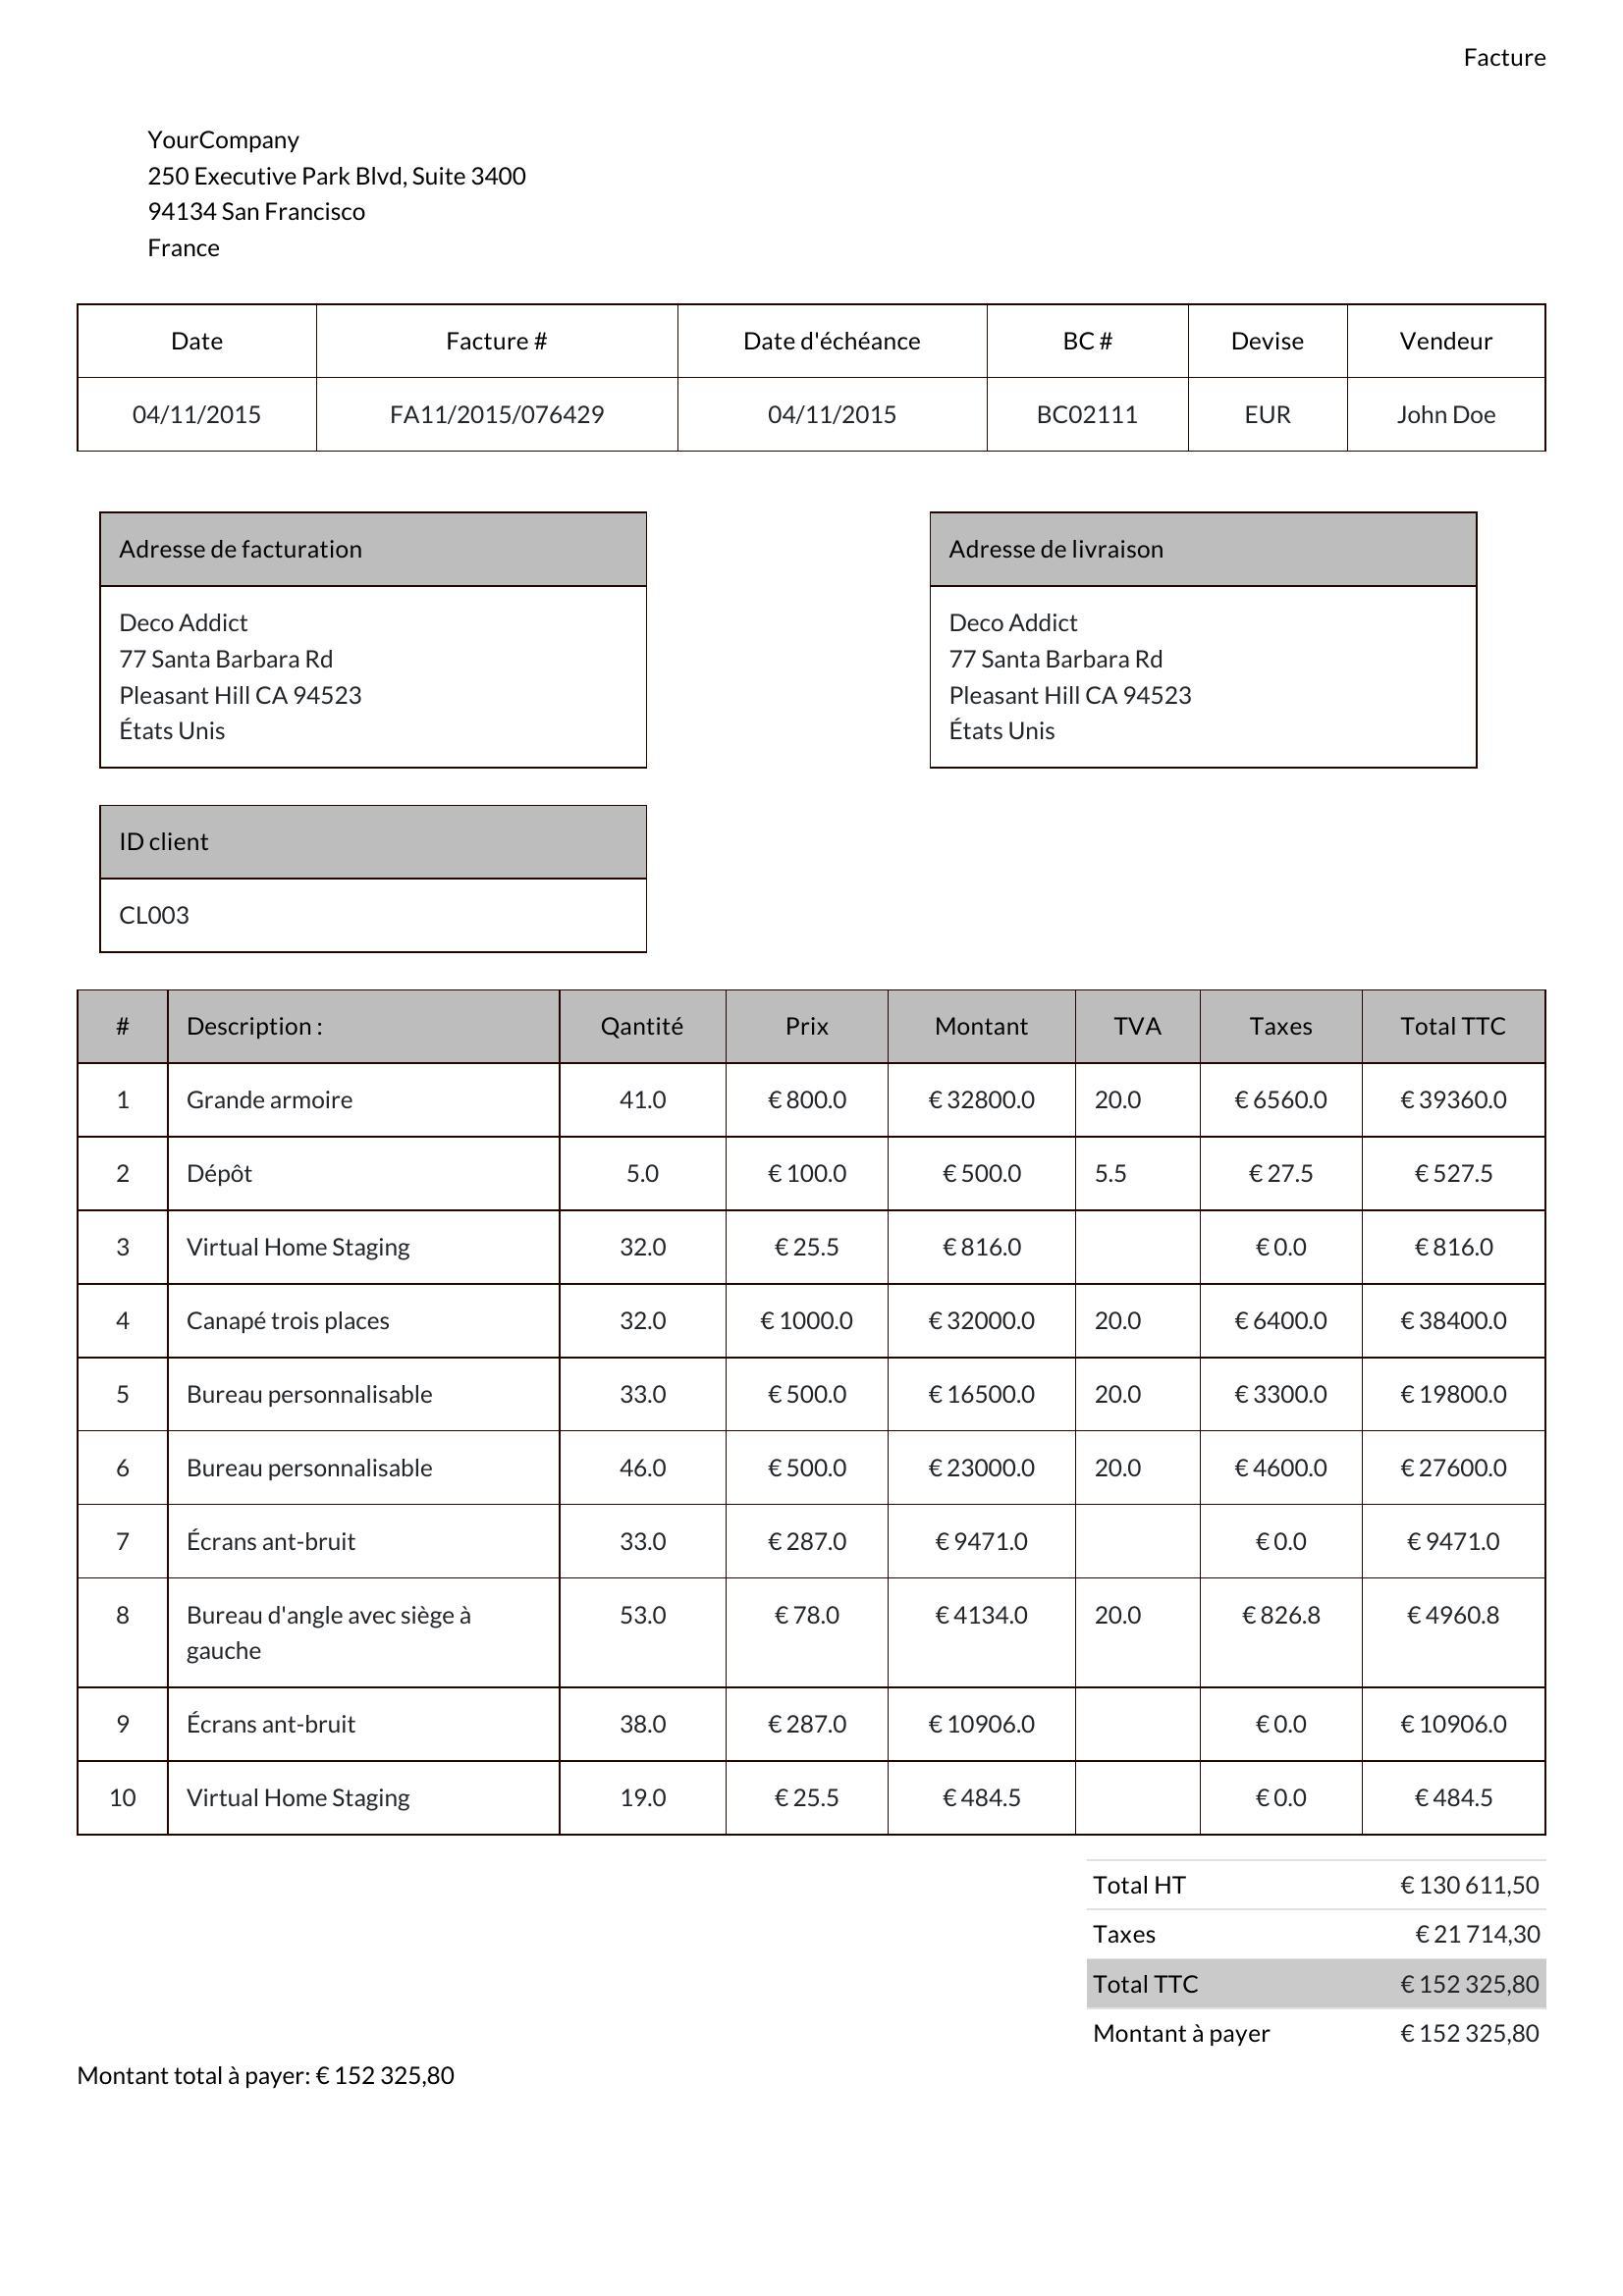 Facture
YourCompany
250 Executive Park Blvd, Suite 3400
94134 San Francisco
France
Date Facture # Date d'échéance BC # Devise Vendeur
04/11/2015 FA11/2015/076429 04/11/2015 BC02111 EUR John Doe
Adresse de facturation
Deco Addict
77 Santa Barbara Rd
Pleasant Hill CA 94523
États Unis
Adresse de livraison
Deco Addict
77 Santa Barbara Rd
Pleasant Hill CA 94523
États Unis
ID client
CL003
# Description : Qantité Prix Montant TVA Taxes Total TTC
1 Grande armoire 41.0 € 800.0 € 32800.0 20.0 € 6560.0 € 39360.0
2 Dépôt 5.0 € 100.0 € 500.0 5.5 € 27.5 € 527.5
3 Virtual Home Staging 32.0 € 25.5 € 816.0 € 0.0 € 816.0
4 Canapé trois places 32.0 € 1000.0 € 32000.0 20.0 € 6400.0 € 38400.0
5 Bureau personnalisable 33.0 € 500.0 € 16500.0 20.0 € 3300.0 € 19800.0
6 Bureau personnalisable 46.0 € 500.0 € 23000.0 20.0 € 4600.0 € 27600.0
7 Écrans ant-bruit 33.0 € 287.0 € 9471.0 € 0.0 € 9471.0
8 Bureau d'angle avec siège à 53.0 € 78.0 € 4134.0 20.0 € 826.8 € 4960.8
gauche
9 Écrans ant-bruit 38.0 € 287.0 € 10906.0 € 0.0 € 10906.0
10 Virtual Home Staging 19.0 € 25.5 € 484.5 € 0.0 € 484.5
Total HT € 130 611,50
Taxes € 21 714,30
Total TTC € 152 325,80
Montant à payer € 152 325,80
Montant total à payer: € 152 325,80